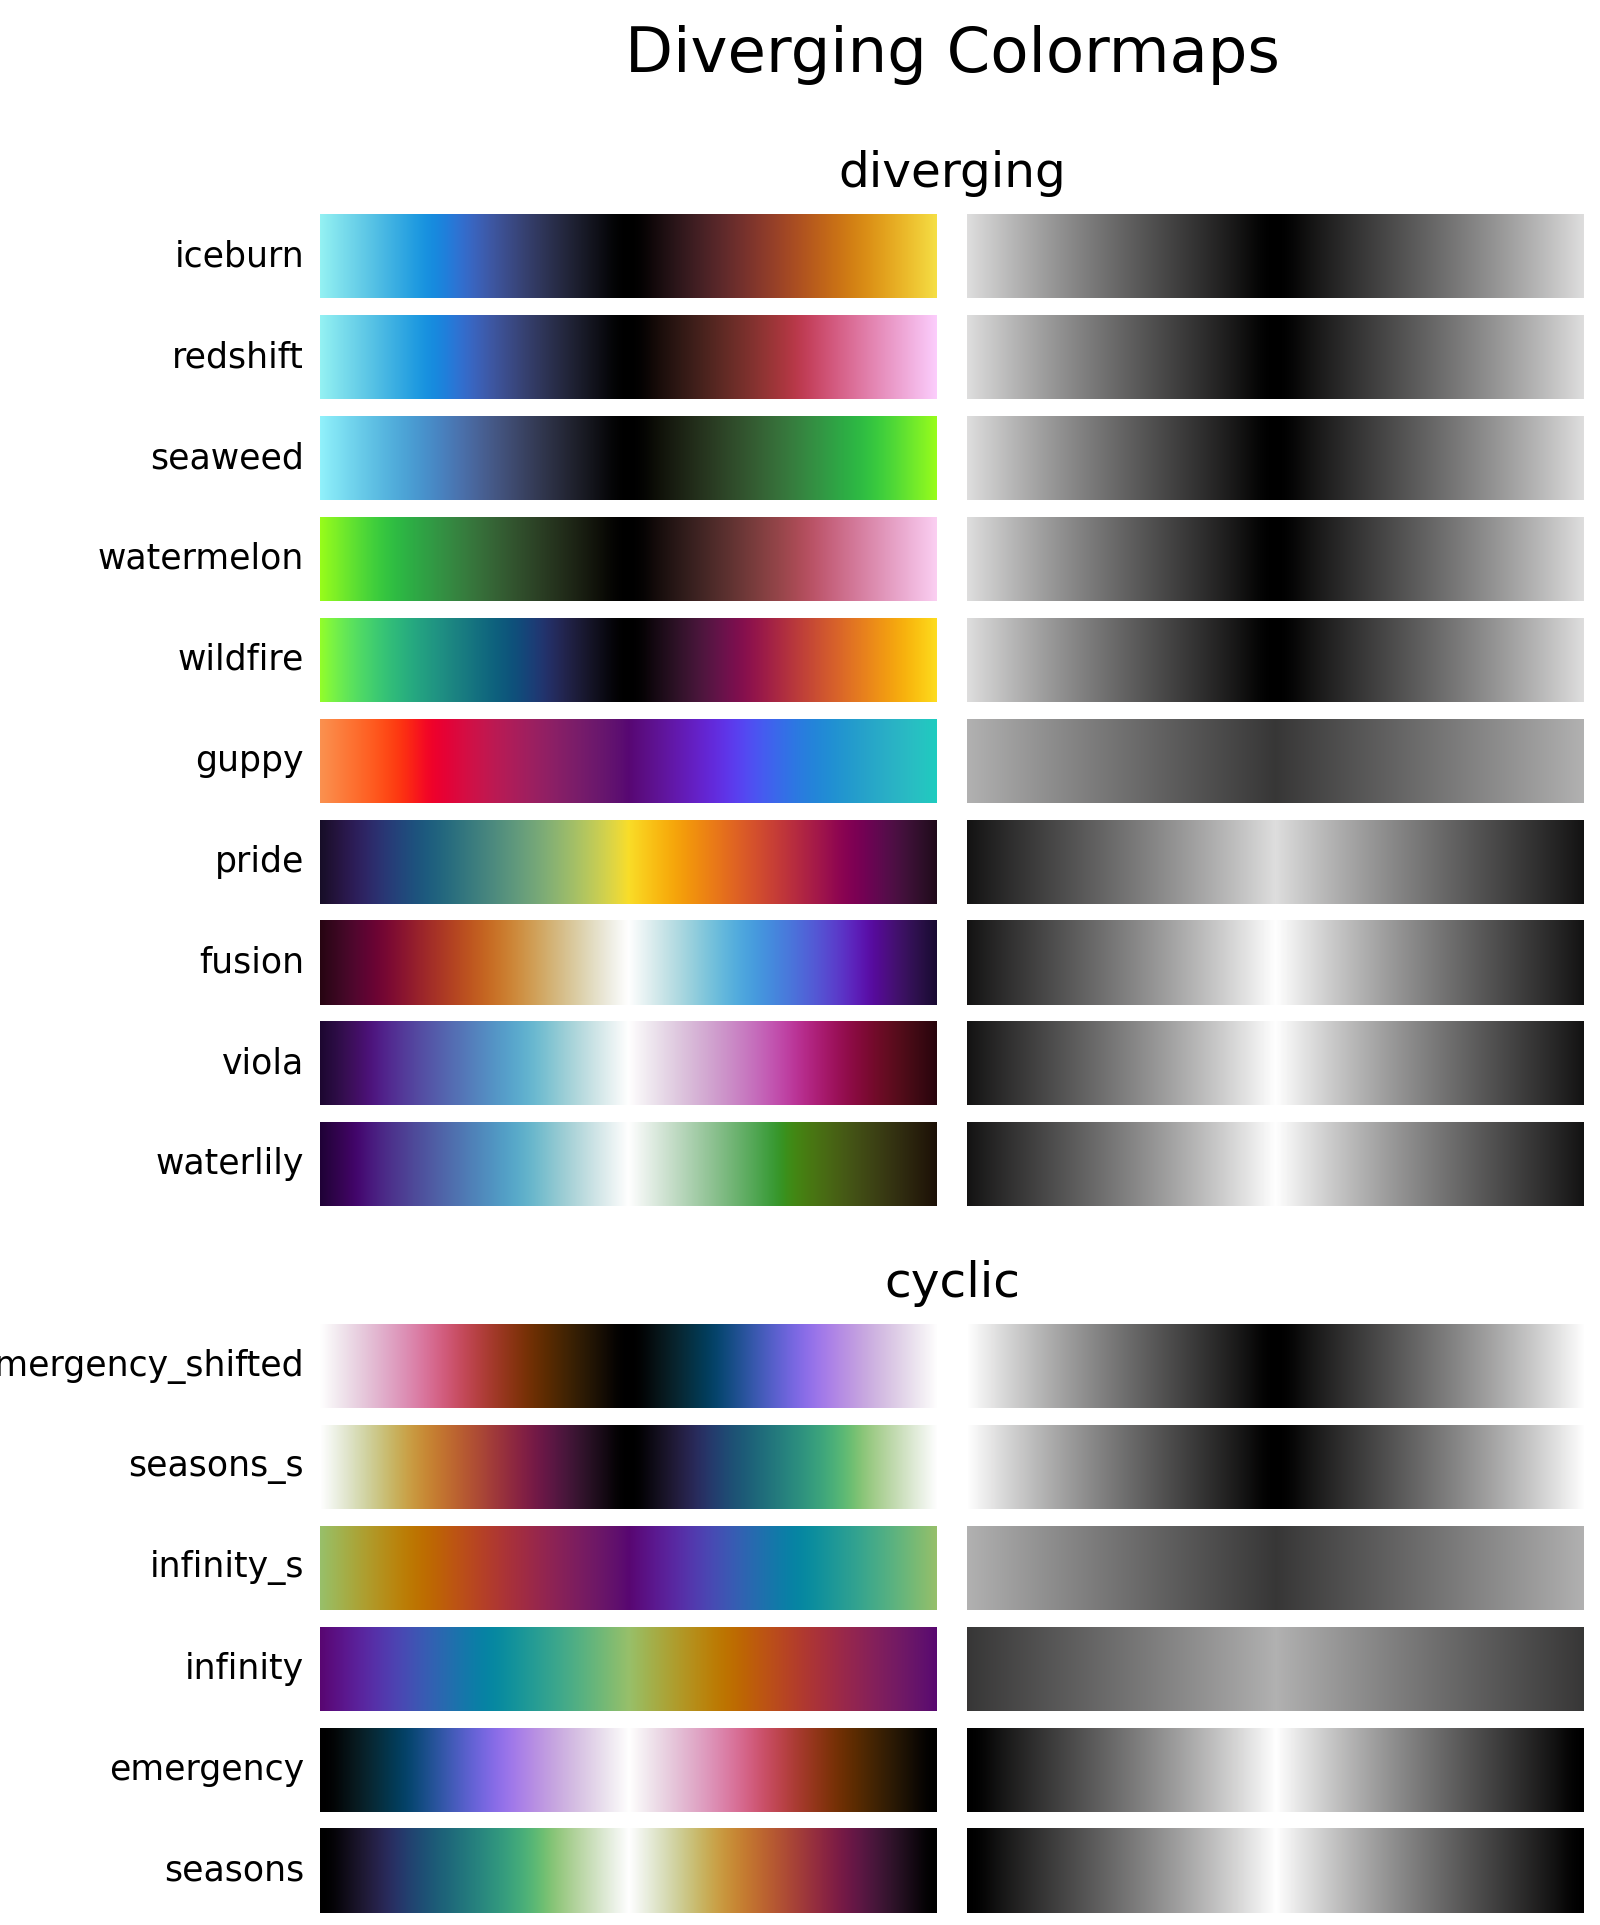 Diverging Colormaps
diverging
iceburn
redshift
seaweed
watermelon
wildfire
guppy
pride
fusion
viola
waterlily
cyclic
mergency_shifted
seasons_s
infinity_s
infinity
emergency
seasons